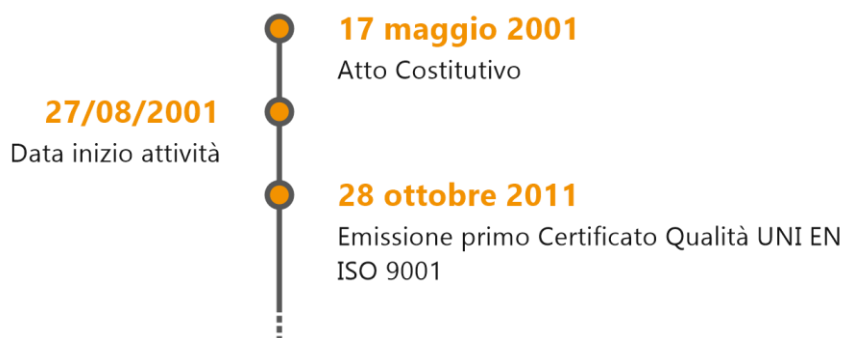 17 maggio 2001
Atto Costitutivo
27/08/2001
Data inizio attività
28 ottobre 2011
Emissione primo Certificato Qualità UNI EN
ISO 9001